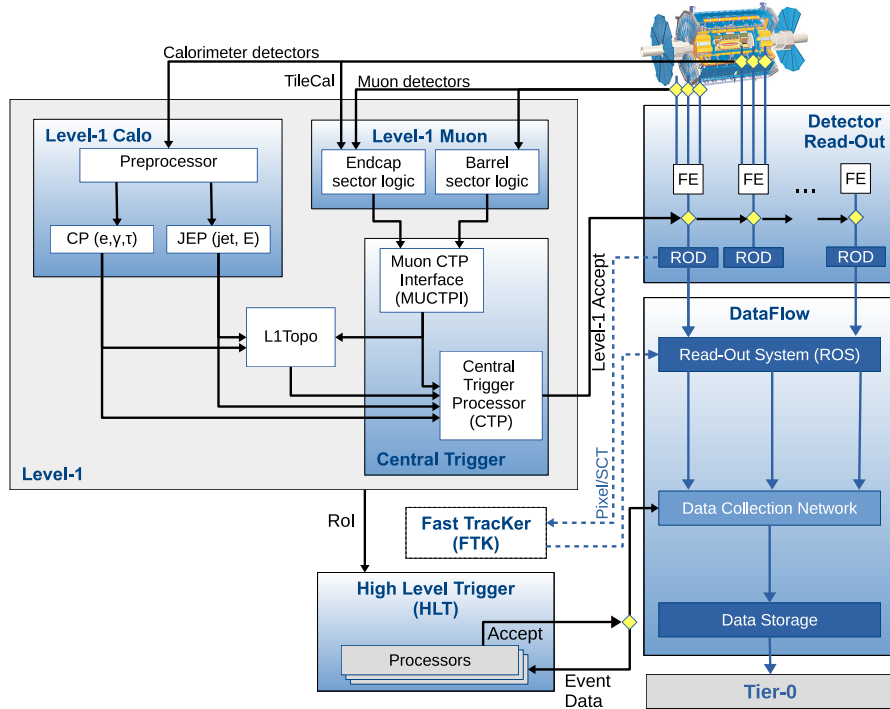 Calorimeter detectors
TileCal
Muon detectors
Detector
Read-Out
Level-1 Calo
Preprocessor
CP (e,γ,τ)
JEP (jet, E)
Level-1 Muon
Endcap
sector logic
Barrel
sector logic
FE
FE
...
FE
ROD
ROD
ROD
Muon CTP
Interface
(MUCTPI)
L1Topo
Central
Trigger
Processor
(CTP)
Central Trigger
Level-1
Level-1 Accept
DataFlow
Read-Out System (ROS)
Pixel/SCT
Data Collection Network
RoI
Fast TracKer
(FTK)
High Level Trigger
(HLT)
Accept
Processors
Event
Data
Data Storage
Tier-0